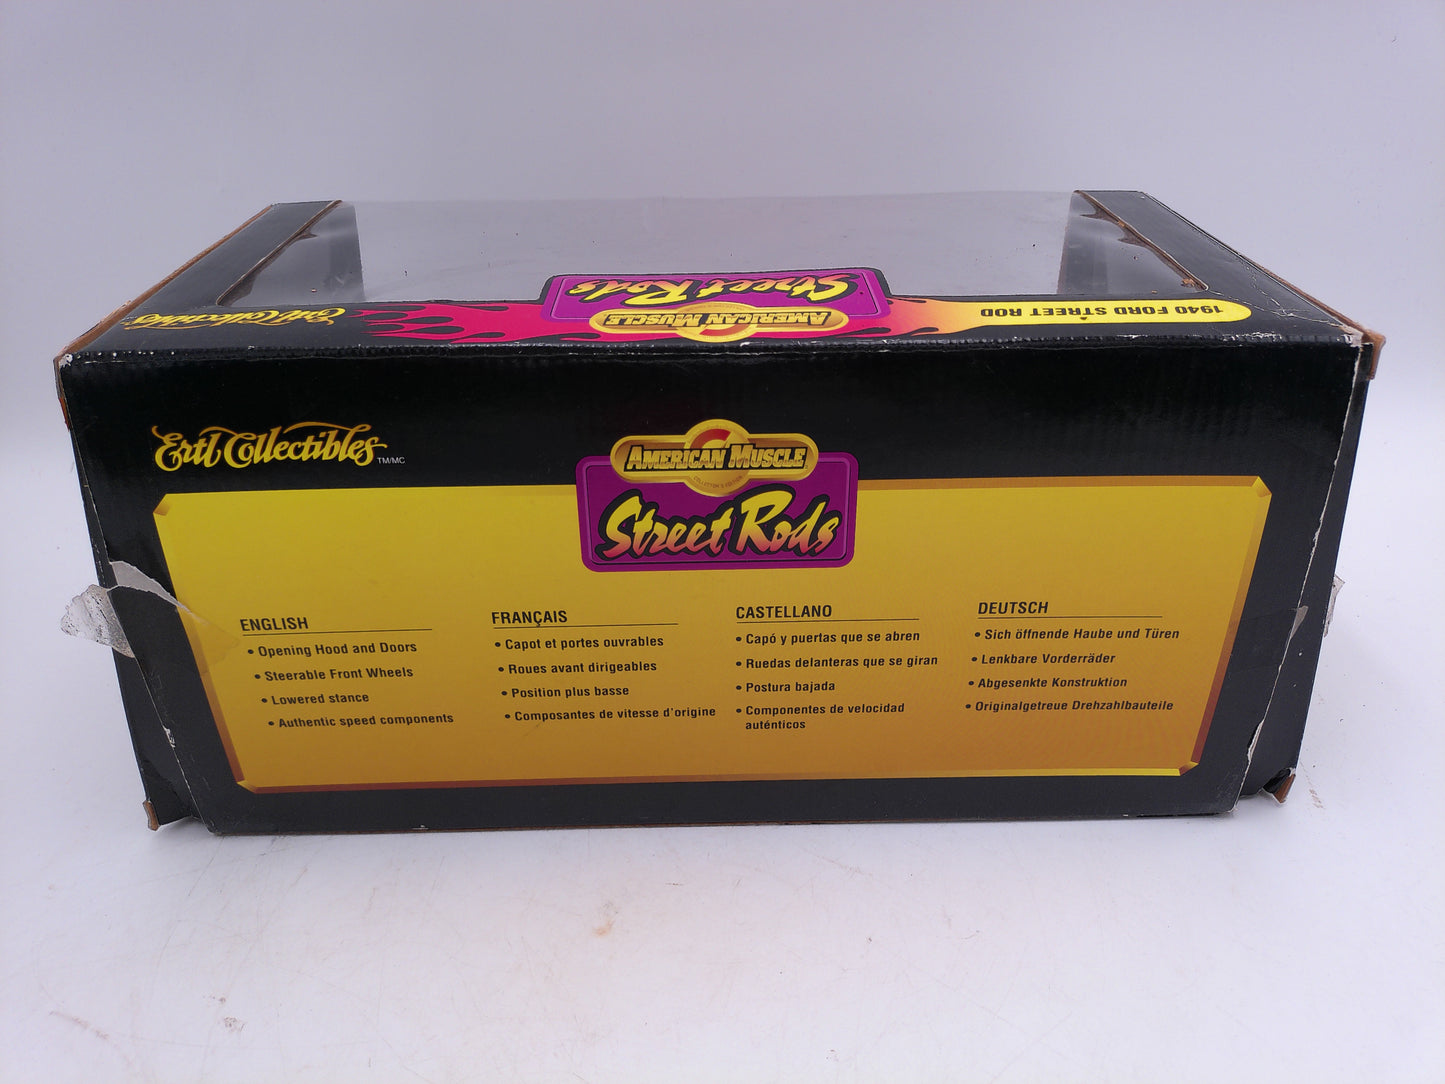 Street Rods
AMERICAN MUSCLE
Ertl Collectibles
1940 FORD STREET ROD
Ertl Collectibles TM/MC
AMERICAN MUSCLE
COLLECTOR'S EDITION
Street Rods
ENGLISH
• Opening Hood and Doors
• Steerable Front Wheels
• Lowered stance
• Authentic speed components
FRANÇAIS
• Capot et portes ouvrables
• Roues avant dirigeables
• Position plus basse
• Composantes de vitesse d'origine
CASTELLANO
• Capó y puertas que se abren
• Ruedas delanteras que se giran
• Postura bajada
• Componentes de velocidad
auténticos
DEUTSCH
• Sich öffnende Haube und Türen
• Lenkbare Vorderräder
• Abgesenkte Konstruktion
• Originalgetreue Drehzahlbauteile